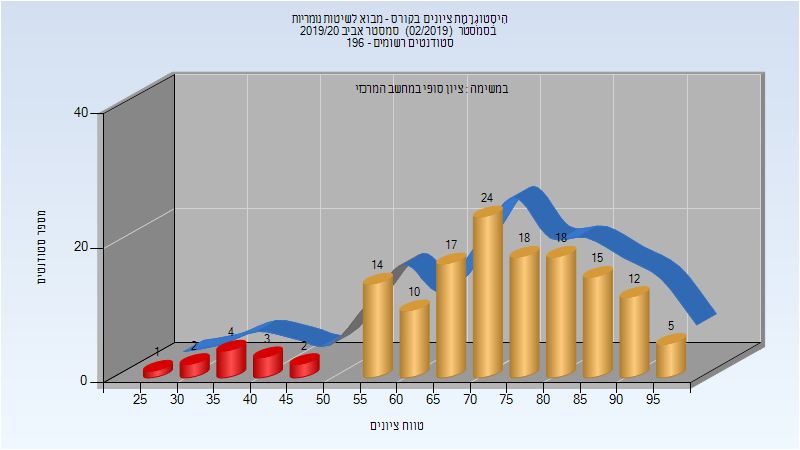 היסטוגרמת ציונים בקורס - מבוא לשיטות נומריות
בסמסטר (02/2019) סמסטר אביב 2019/20
סטודנטים רשומים - 196
במשימה : ציון סופי במחשב המרכזי
מספר סטודנטים
40
20
0
1
2
4
3
2
14
10
17
24
18
18
15
12
5
25 30 35 40 45 50 55 60 65 70 75 80 85 90 95
טווח ציונים